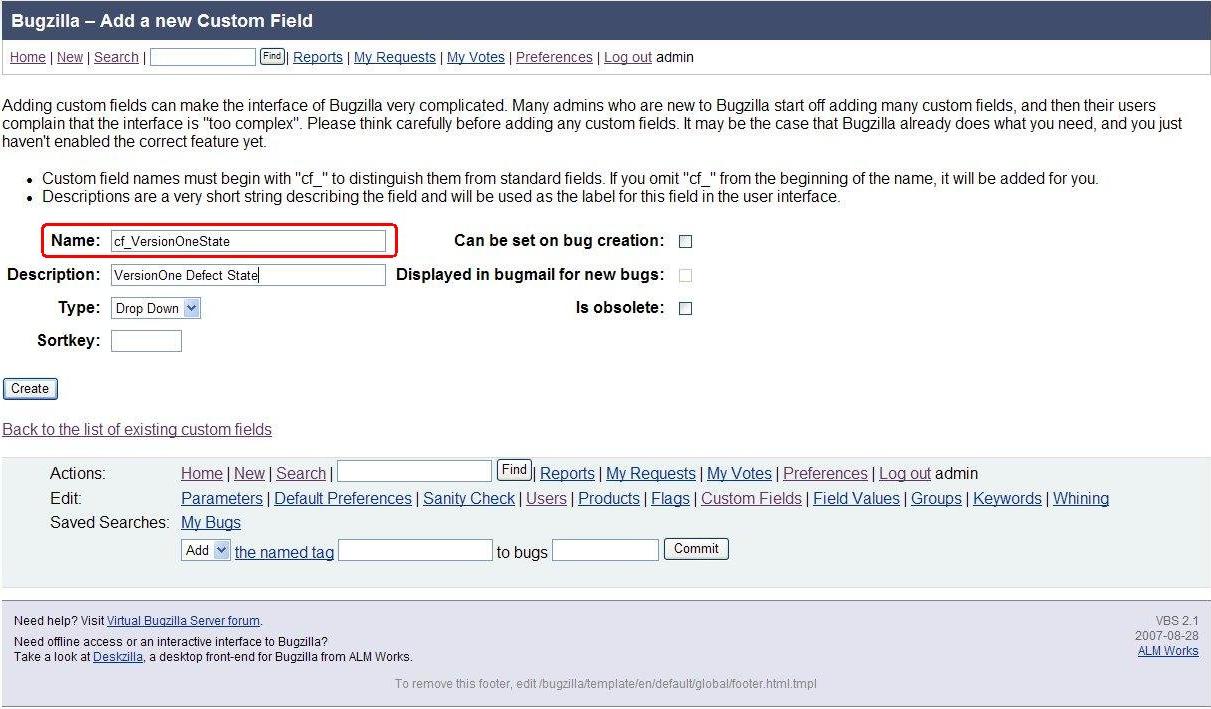 Bugzilla – Add a new Custom Field
Home | New | Search | Find | Reports | My Requests | My Votes | Preferences | Log out admin
Adding custom fields can make the interface of Bugzilla very complicated. Many admins who are new to Bugzilla start off adding many custom fields, and then their users
complain that the interface is "too complex". Please think carefully before adding any custom fields. It may be the case that Bugzilla already does what you need, and you just
haven't enabled the correct feature yet.
• Custom field names must begin with "cf_" to distinguish them from standard fields. If you omit "cf_" from the beginning of the name, it will be added for you.
• Descriptions are a very short string describing the field and will be used as the label for this field in the user interface.
Name: cf_VersionOneState Can be set on bug creation:
Description: VersionOne Defect State Displayed in bugmail for new bugs:
Type: Drop Down Is obsolete:
Sortkey:
Create
Back to the list of existing custom fields
Actions: Home | New | Search | Find | Reports | My Requests | My Votes | Preferences | Log out admin
Edit: Parameters | Default Preferences | Sanity Check | Users | Products | Flags | Custom Fields | Field Values | Groups | Keywords | Whining
Saved Searches: My Bugs
Add the named tag to bugs Commit
Need help? Visit Virtual Bugzilla Server forum.
Need offline access or an interactive interface to Bugzilla?
Take a look at Deskzilla, a desktop front-end for Bugzilla from ALM Works.
VBS 2.1
2007-08-28
ALM Works
To remove this footer, edit /bugzilla/template/en/default/global/footer.html.tmpl